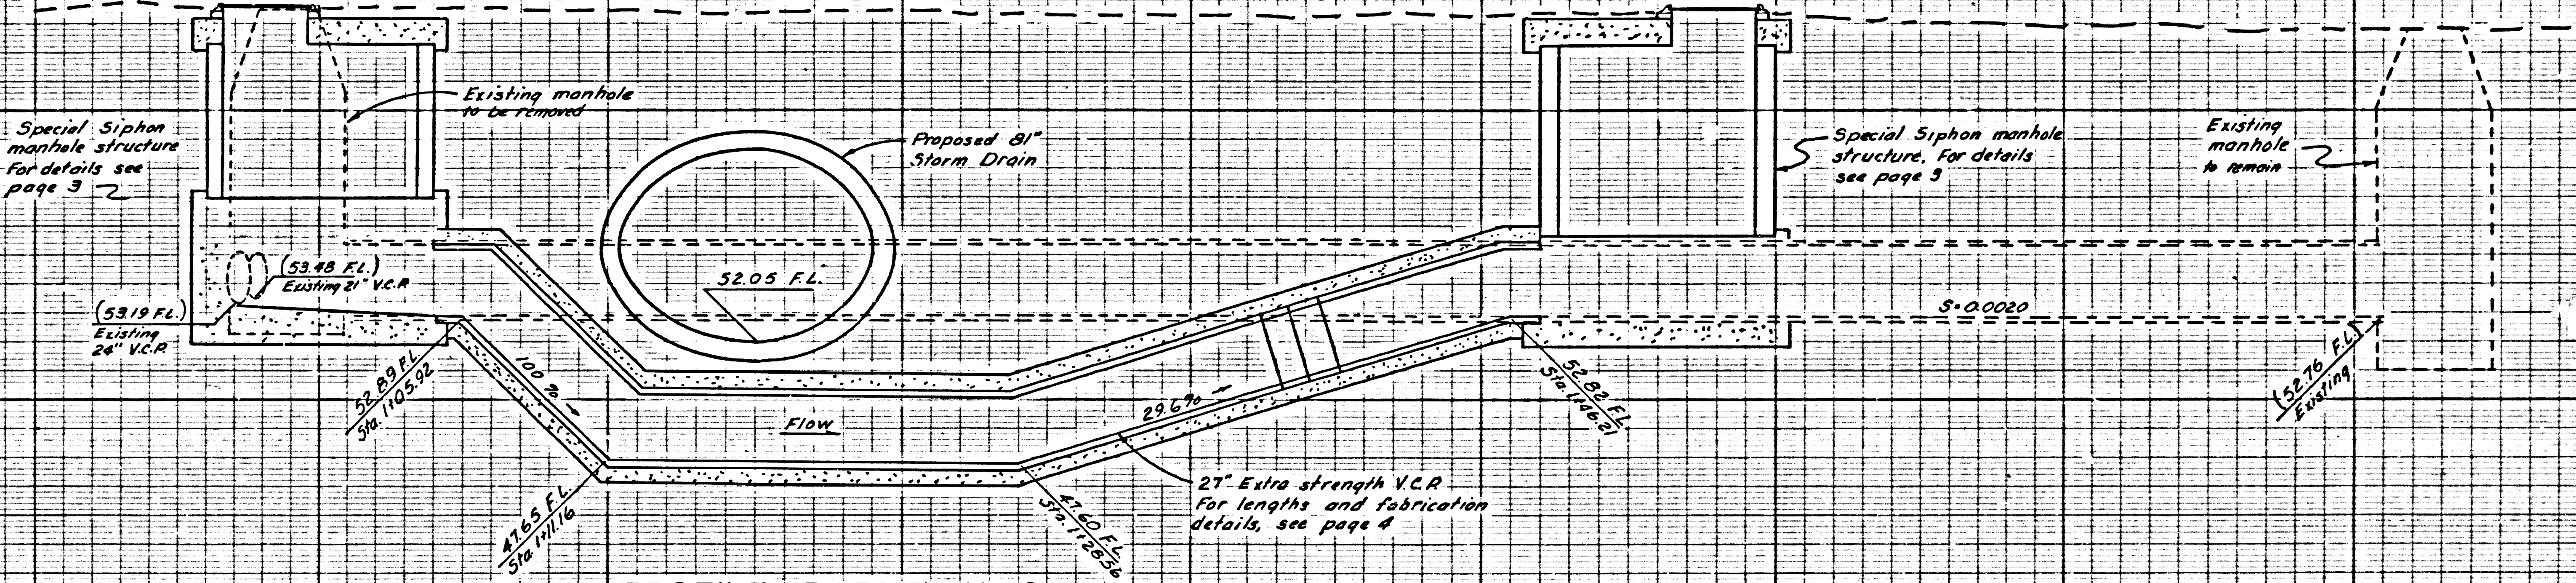 Special Siphon
manhole structure
For details see
page 3
Existing manhole
to be removed
Proposed 81"
Storm Drain
Special Siphon manhole
structure. For details
see page 3
Existing
manhole
to remain
(53.48 F.L.)
Existing 21" V.C.P.
(53.19 F.L.)
Existing
24" V.C.P.
52.05 F.L.
S=0.0020
52.89 F.L.
Sta. 1+05.92
100%
Flow
29.6%
52.82 F.L.
Sta. 1+46.21
(52.76 F.L.)
Existing
47.65 F.L.
Sta. 1+11.16
47.60 F.L.
Sta. 1+28.56
27" Extra strength V.C.P.
For lengths and fabrication
details, see page 4